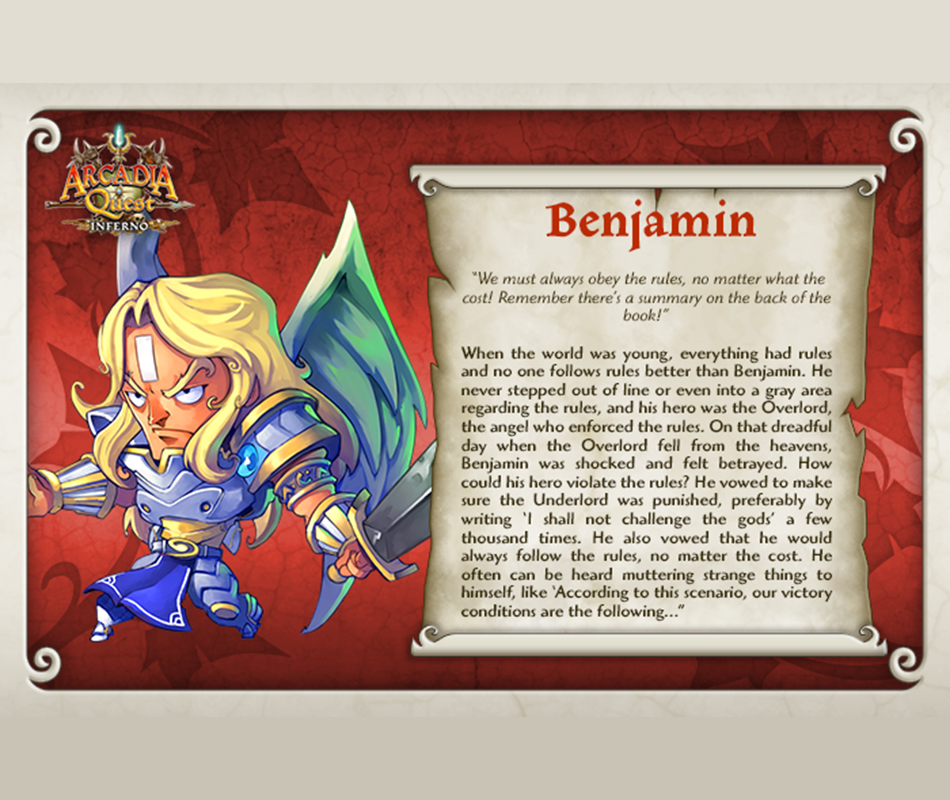 ARCADIA
Quest
INFERNO
Benjamin
"We must always obey the rules, no matter what the
cost! Remember there's a summary on the back of the
book!"
When the world was young, everything had rules
and no one follows rules better than Benjamin. He
never stepped out of line or even into a gray area
regarding the rules, and his hero was the Overlord,
the angel who enforced the rules. On that dreadful
day when the Overlord fell from the heavens,
Benjamin was shocked and felt betrayed. How
could his hero violate the rules? He vowed to make
sure the Underlord was punished, preferably by
writing 'I shall not challenge the gods' a few
thousand times. He also vowed that he would
always follow the rules, no matter the cost. He
often can be heard muttering strange things to
himself, like 'According to this scenario, our victory
conditions are the following..."